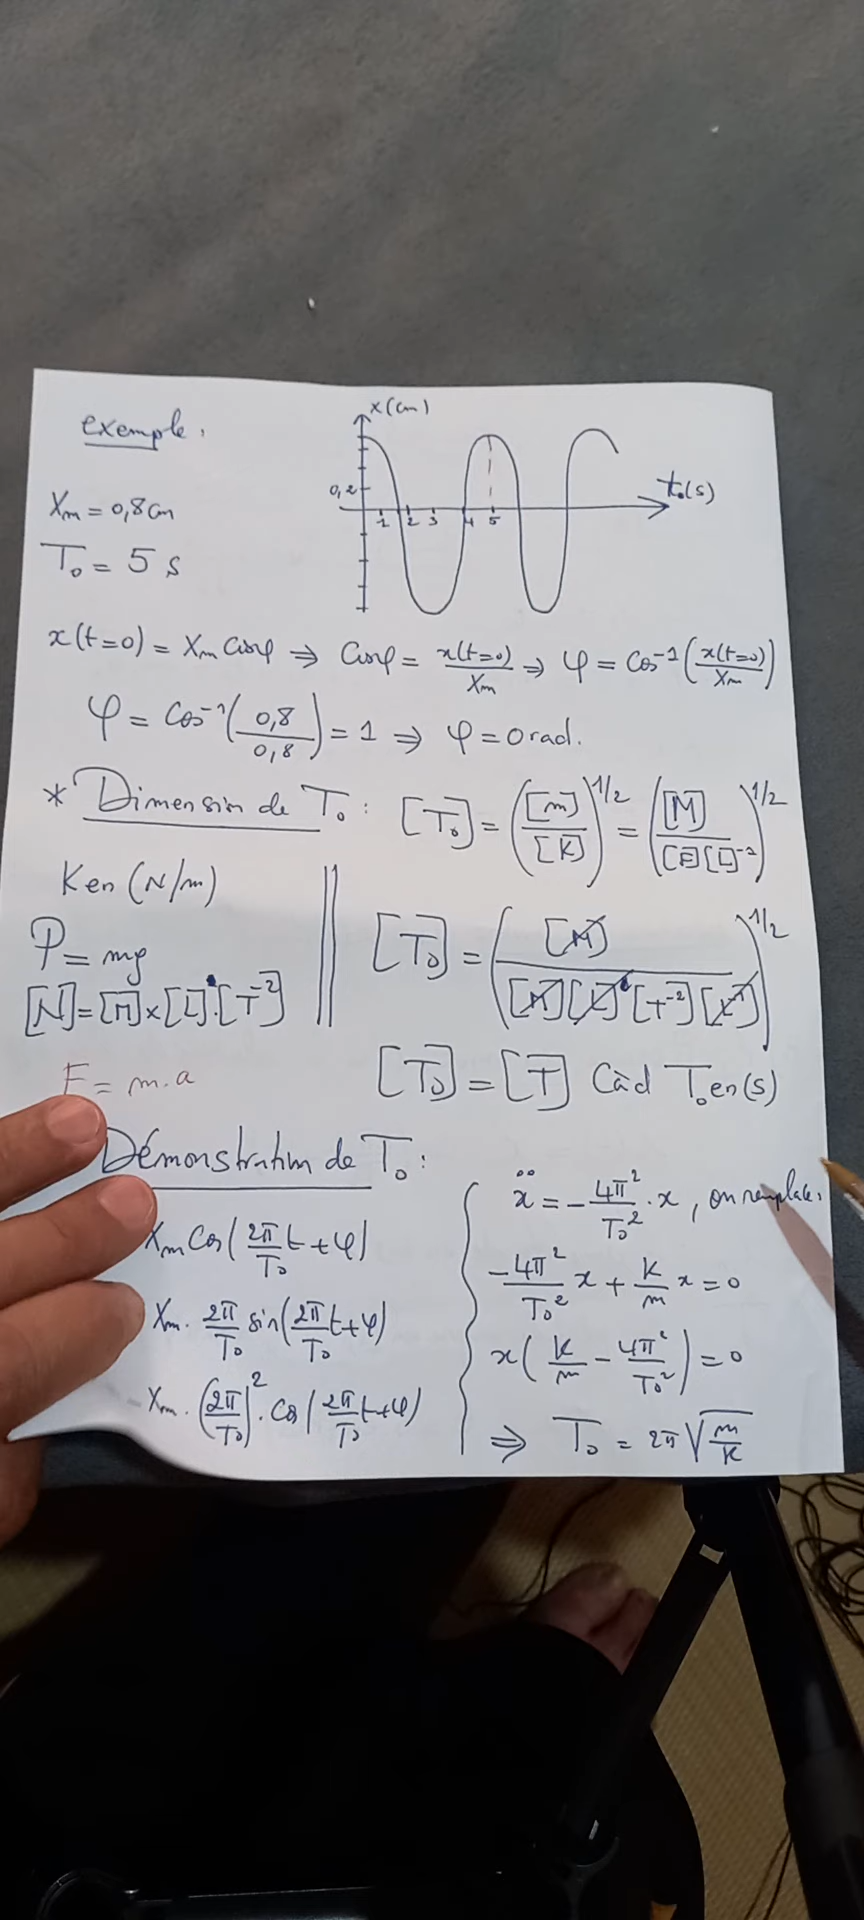 exemple:
x(cm)
0,2
1 2 3 4 5
t(s)
Xm = 0,8cm
T₀ = 5 s
x(t=0) = Xm Cosφ ⇒ Cosφ = x(t=0)/Xm ⇒ φ = Cos⁻¹(x(t=0)/Xm)
φ = Cos⁻¹(0,8/0,8) = 1 ⇒ φ = 0 rad.
* Dimension de T₀ : [T₀] = ([m]/[K])^1/2 = ([M]/[F][L]⁻¹)^1/2
K en (N/m)
P = mg
[N] = [M]×[L].[T⁻²]
F = m.a
[T₀] = ([M]/[M][L][T⁻²][L⁻¹])^1/2
[T₀] = [T] Càd T₀ en(s)
Démonstration de T₀ :
Xm Cos(2π/T₀ t + φ)
Xm . 2π/T₀ sin(2π/T₀ t + φ)
Xm . (2π/T₀)² . Cos(2π/T₀ t + φ)
ẍ = - 4π²/T₀² . x , on remplace :
-4π²/T₀² x + K/m x = 0
x(K/m - 4π²/T₀²) = 0
⇒ T₀ = 2π √(m/K)